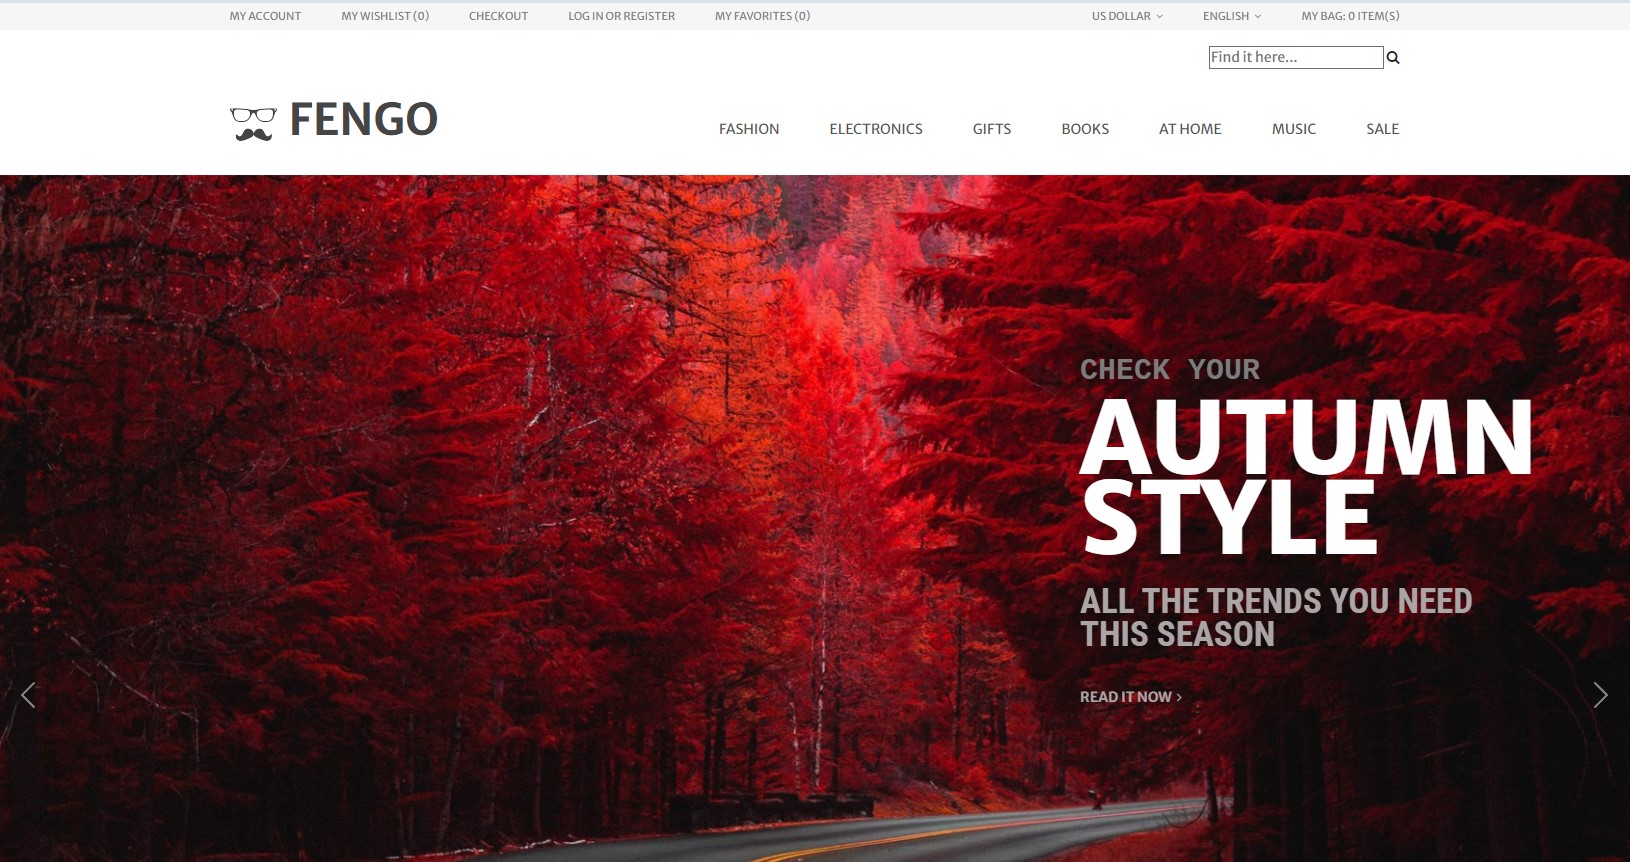 MY ACCOUNT MY WISHLIST (0) CHECKOUT LOG IN OR REGISTER MY FAVORITES (0) US DOLLAR ENGLISH MY BAG: 0 ITEM(S)
Find it here...
FENGO
FASHION ELECTRONICS GIFTS BOOKS AT HOME MUSIC SALE
CHECK YOUR
AUTUMN
STYLE
ALL THE TRENDS YOU NEED
THIS SEASON
READ IT NOW >